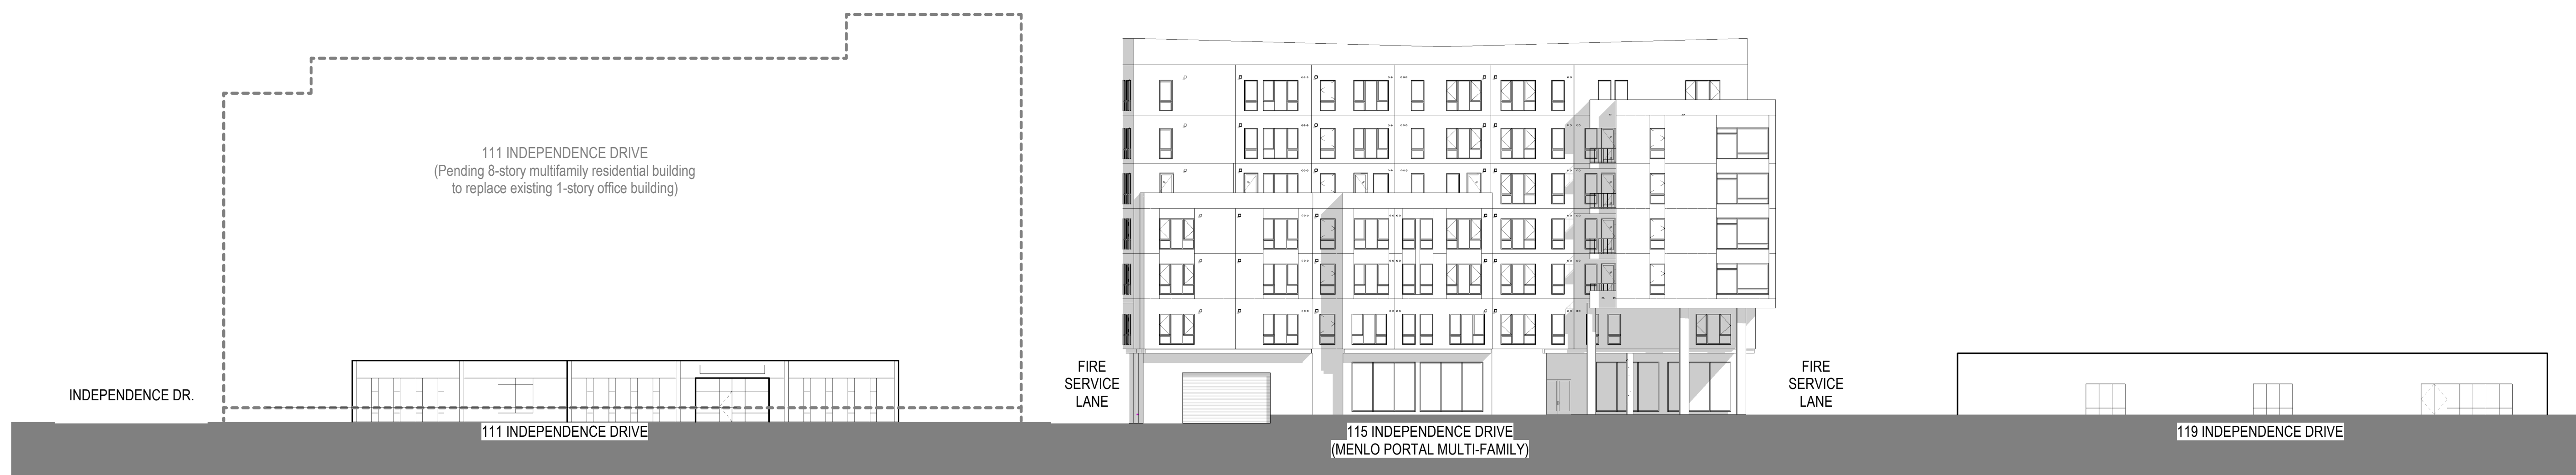 111 INDEPENDENCE DRIVE
(Pending 8-story multifamily residential building
to replace existing 1-story office building)
INDEPENDENCE DR.
111 INDEPENDENCE DRIVE
FIRE
SERVICE
LANE
115 INDEPENDENCE DRIVE
(MENLO PORTAL MULTI-FAMILY)
FIRE
SERVICE
LANE
119 INDEPENDENCE DRIVE